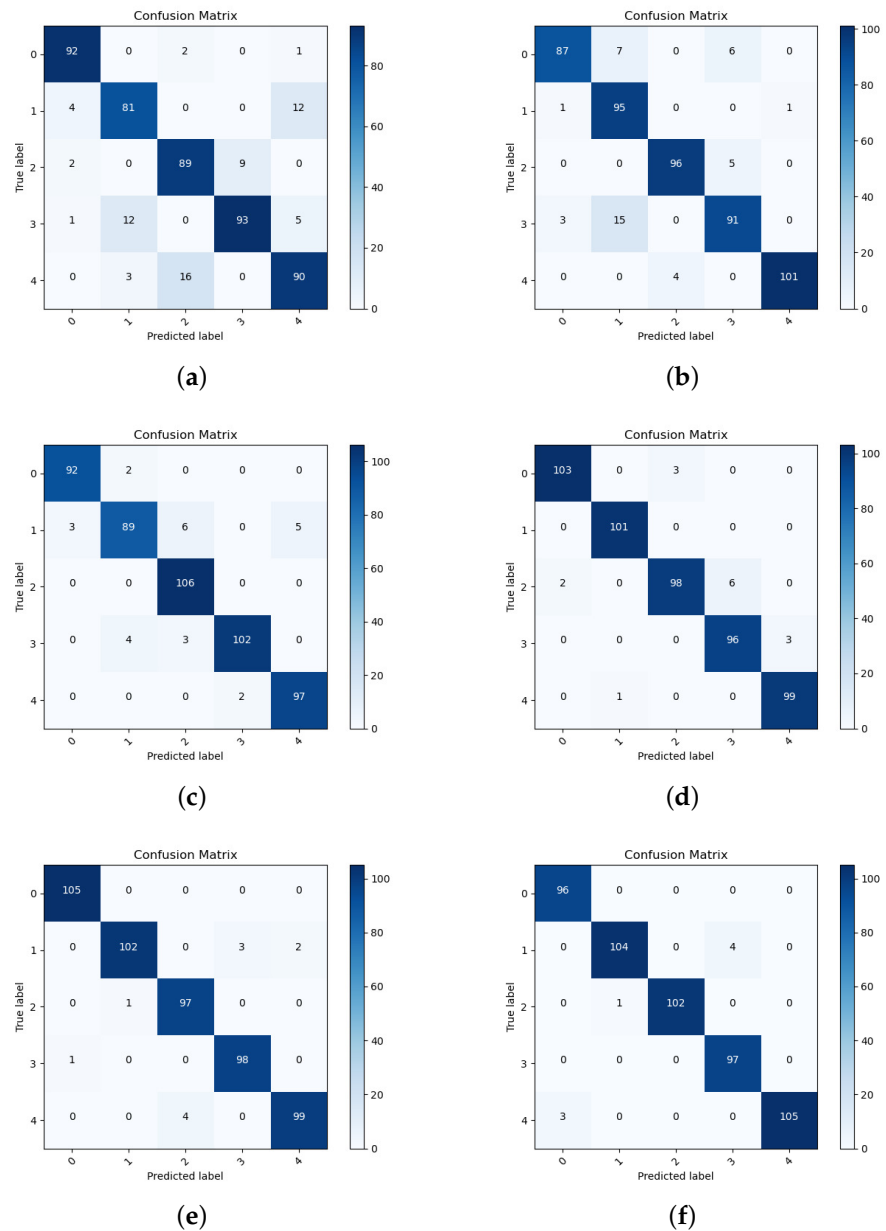 Confusion Matrix
True label
0 92 0 2 0 1
1 4 81 0 0 12
2 2 0 89 9 0
3 1 12 0 93 5
4 0 3 16 0 90
0 1 2 3 4
Predicted label
80
60
40
20
0
(a)
Confusion Matrix
True label
0 87 7 0 6 0
1 1 95 0 0 1
2 0 0 96 5 0
3 3 15 0 91 0
4 0 0 4 0 101
0 1 2 3 4
Predicted label
100
80
60
40
20
0
(b)
Confusion Matrix
True label
0 92 2 0 0 0
1 3 89 6 0 5
2 0 0 106 0 0
3 0 4 3 102 0
4 0 0 0 2 97
0 1 2 3 4
Predicted label
100
80
60
40
20
0
(c)
Confusion Matrix
True label
0 103 0 3 0 0
1 0 101 0 0 0
2 2 0 98 6 0
3 0 0 0 96 3
4 0 1 0 0 99
0 1 2 3 4
Predicted label
100
80
60
40
20
0
(d)
Confusion Matrix
True label
0 105 0 0 0 0
1 0 102 0 3 2
2 0 1 97 0 0
3 1 0 0 98 0
4 0 0 4 0 99
0 1 2 3 4
Predicted label
100
80
60
40
20
0
(e)
Confusion Matrix
True label
0 96 0 0 0 0
1 0 104 0 4 0
2 0 1 102 0 0
3 0 0 0 97 0
4 3 0 0 0 105
0 1 2 3 4
Predicted label
100
80
60
40
20
0
(f)